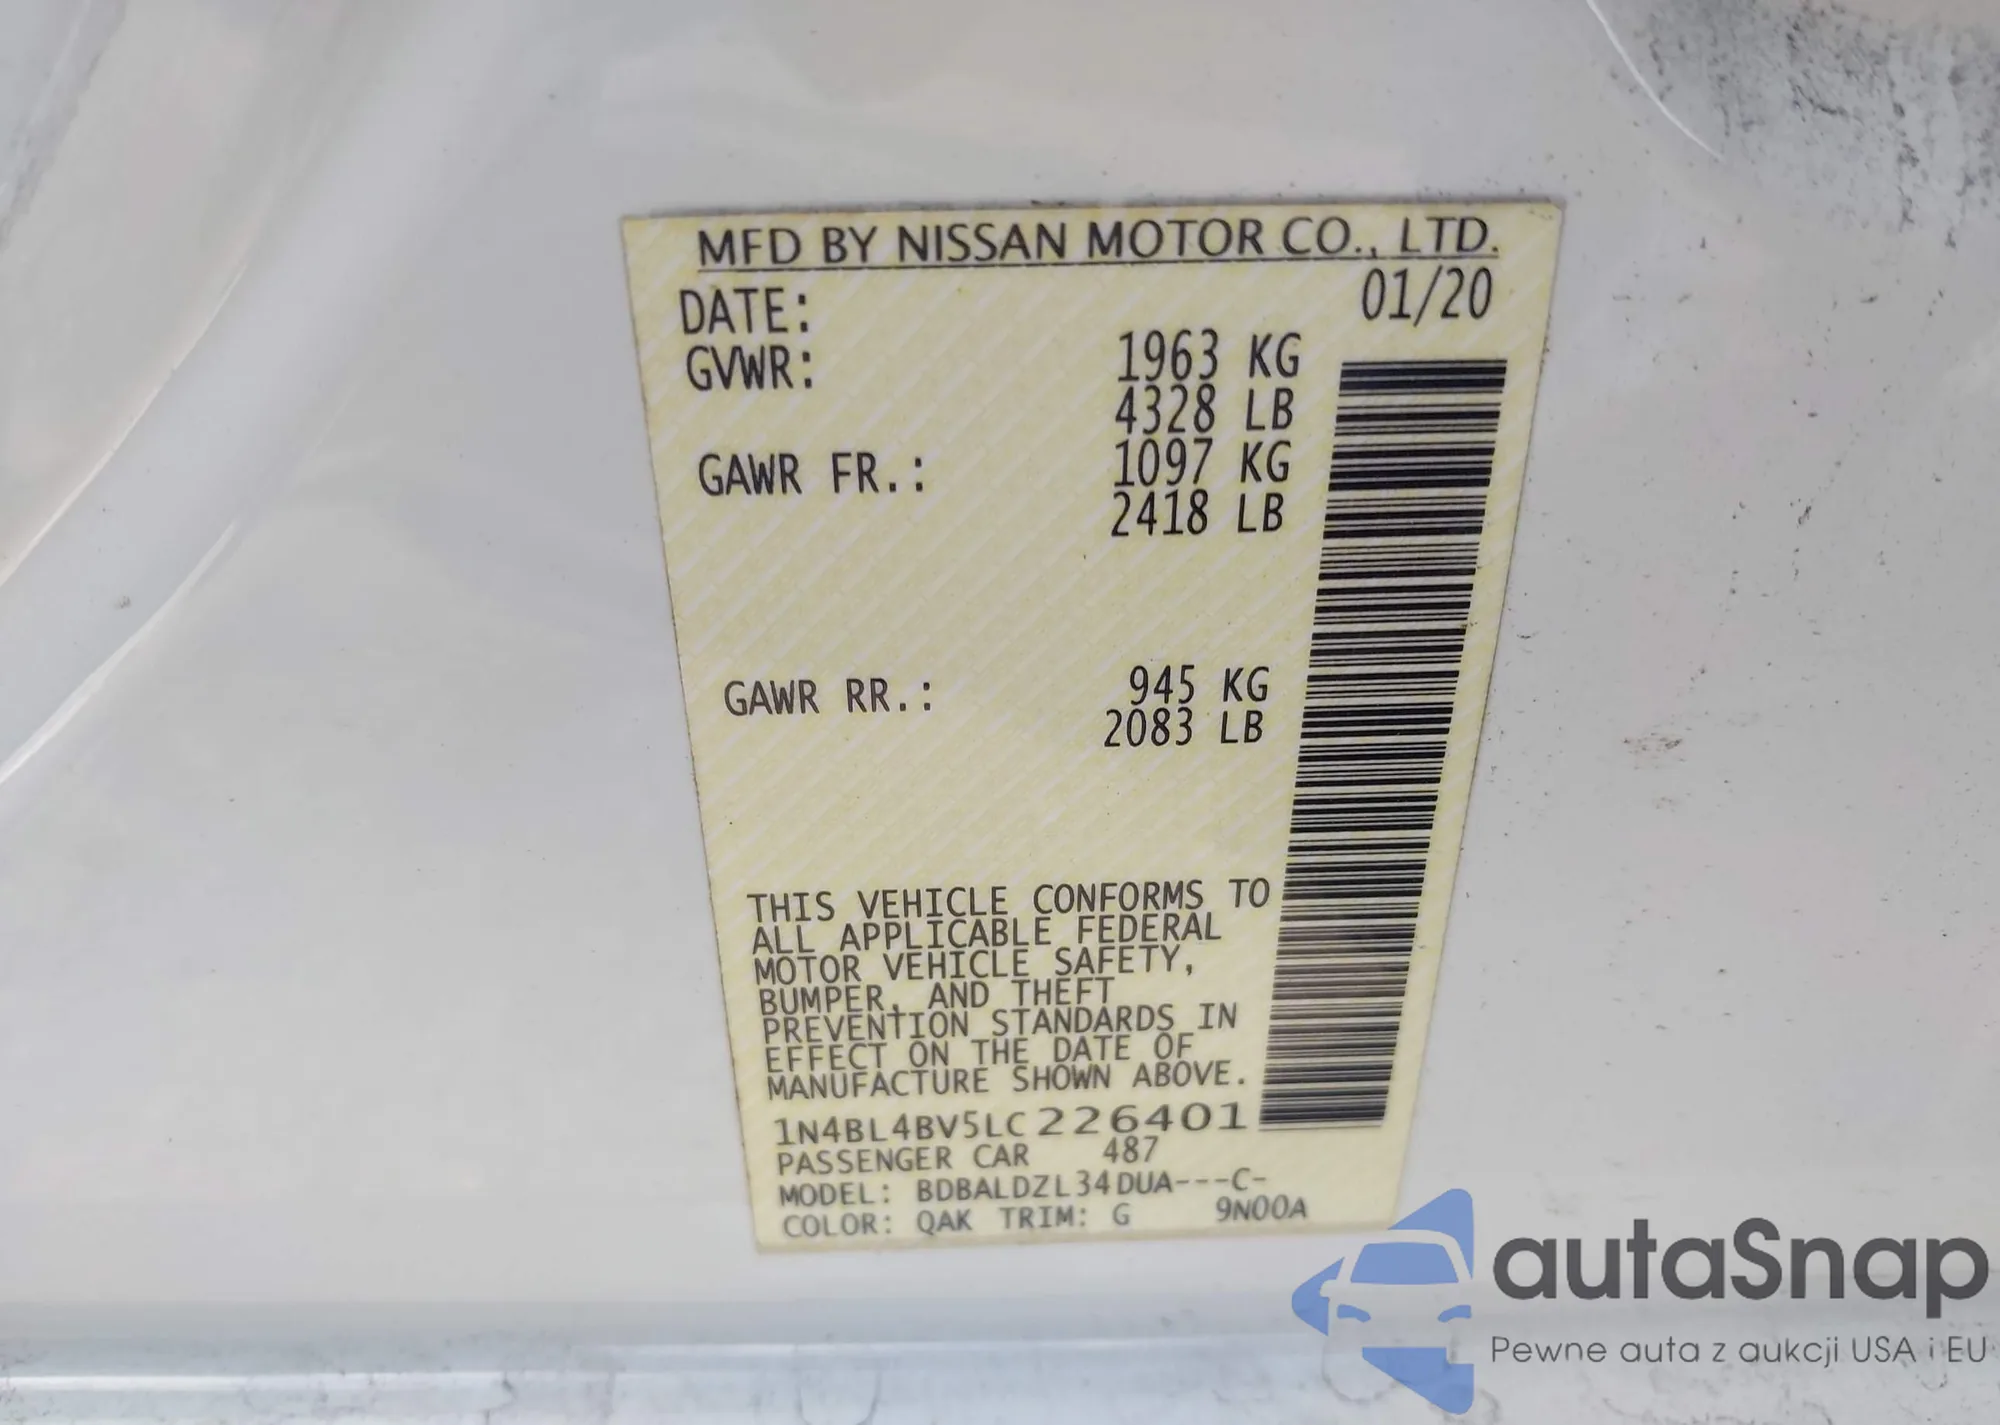 MFD BY NISSAN MOTOR CO., LTD.
DATE: 01/20
GVWR: 1963 KG
4328 LB
GAWR FR.: 1097 KG
2418 LB
GAWR RR.: 945 KG
2083 LB
THIS VEHICLE CONFORMS TO
ALL APPLICABLE FEDERAL
MOTOR VEHICLE SAFETY,
BUMPER, AND THEFT
PREVENTION STANDARDS IN
EFFECT ON THE DATE OF
MANUFACTURE SHOWN ABOVE.
1N4BL4BV5LC226401
PASSENGER CAR 487
MODEL: BDBALDZL34DUA---C-
COLOR: QAK TRIM: G 9N00A
autaSnap
Pewne auta z aukcji USA i EU